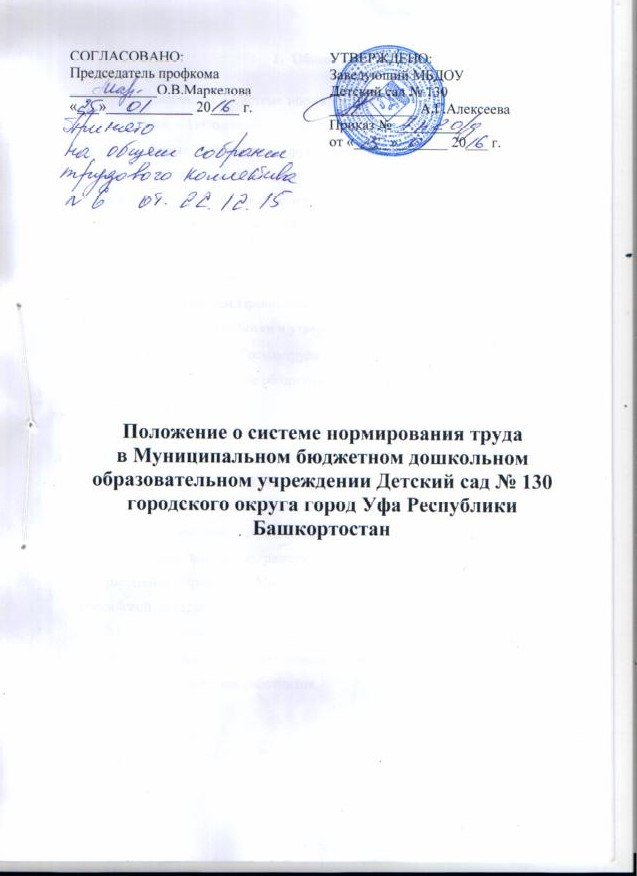 СОГЛАСОВАНО:
Председатель профкома
О.В.Маркелова
«25» 01 2016 г.
Принято
на общем собрании
трудового коллектива
№ 6 от. 22.12.15
УТВЕРЖДЕНО:
Заведующий МБДОУ
Детский сад № 130
А.Г.Алексеева
Приказ №
от « » 2016 г.
Положение о системе нормирования труда
в Муниципальном бюджетном дошкольном
образовательном учреждении Детский сад № 130
городского округа город Уфа Республики
Башкортостан